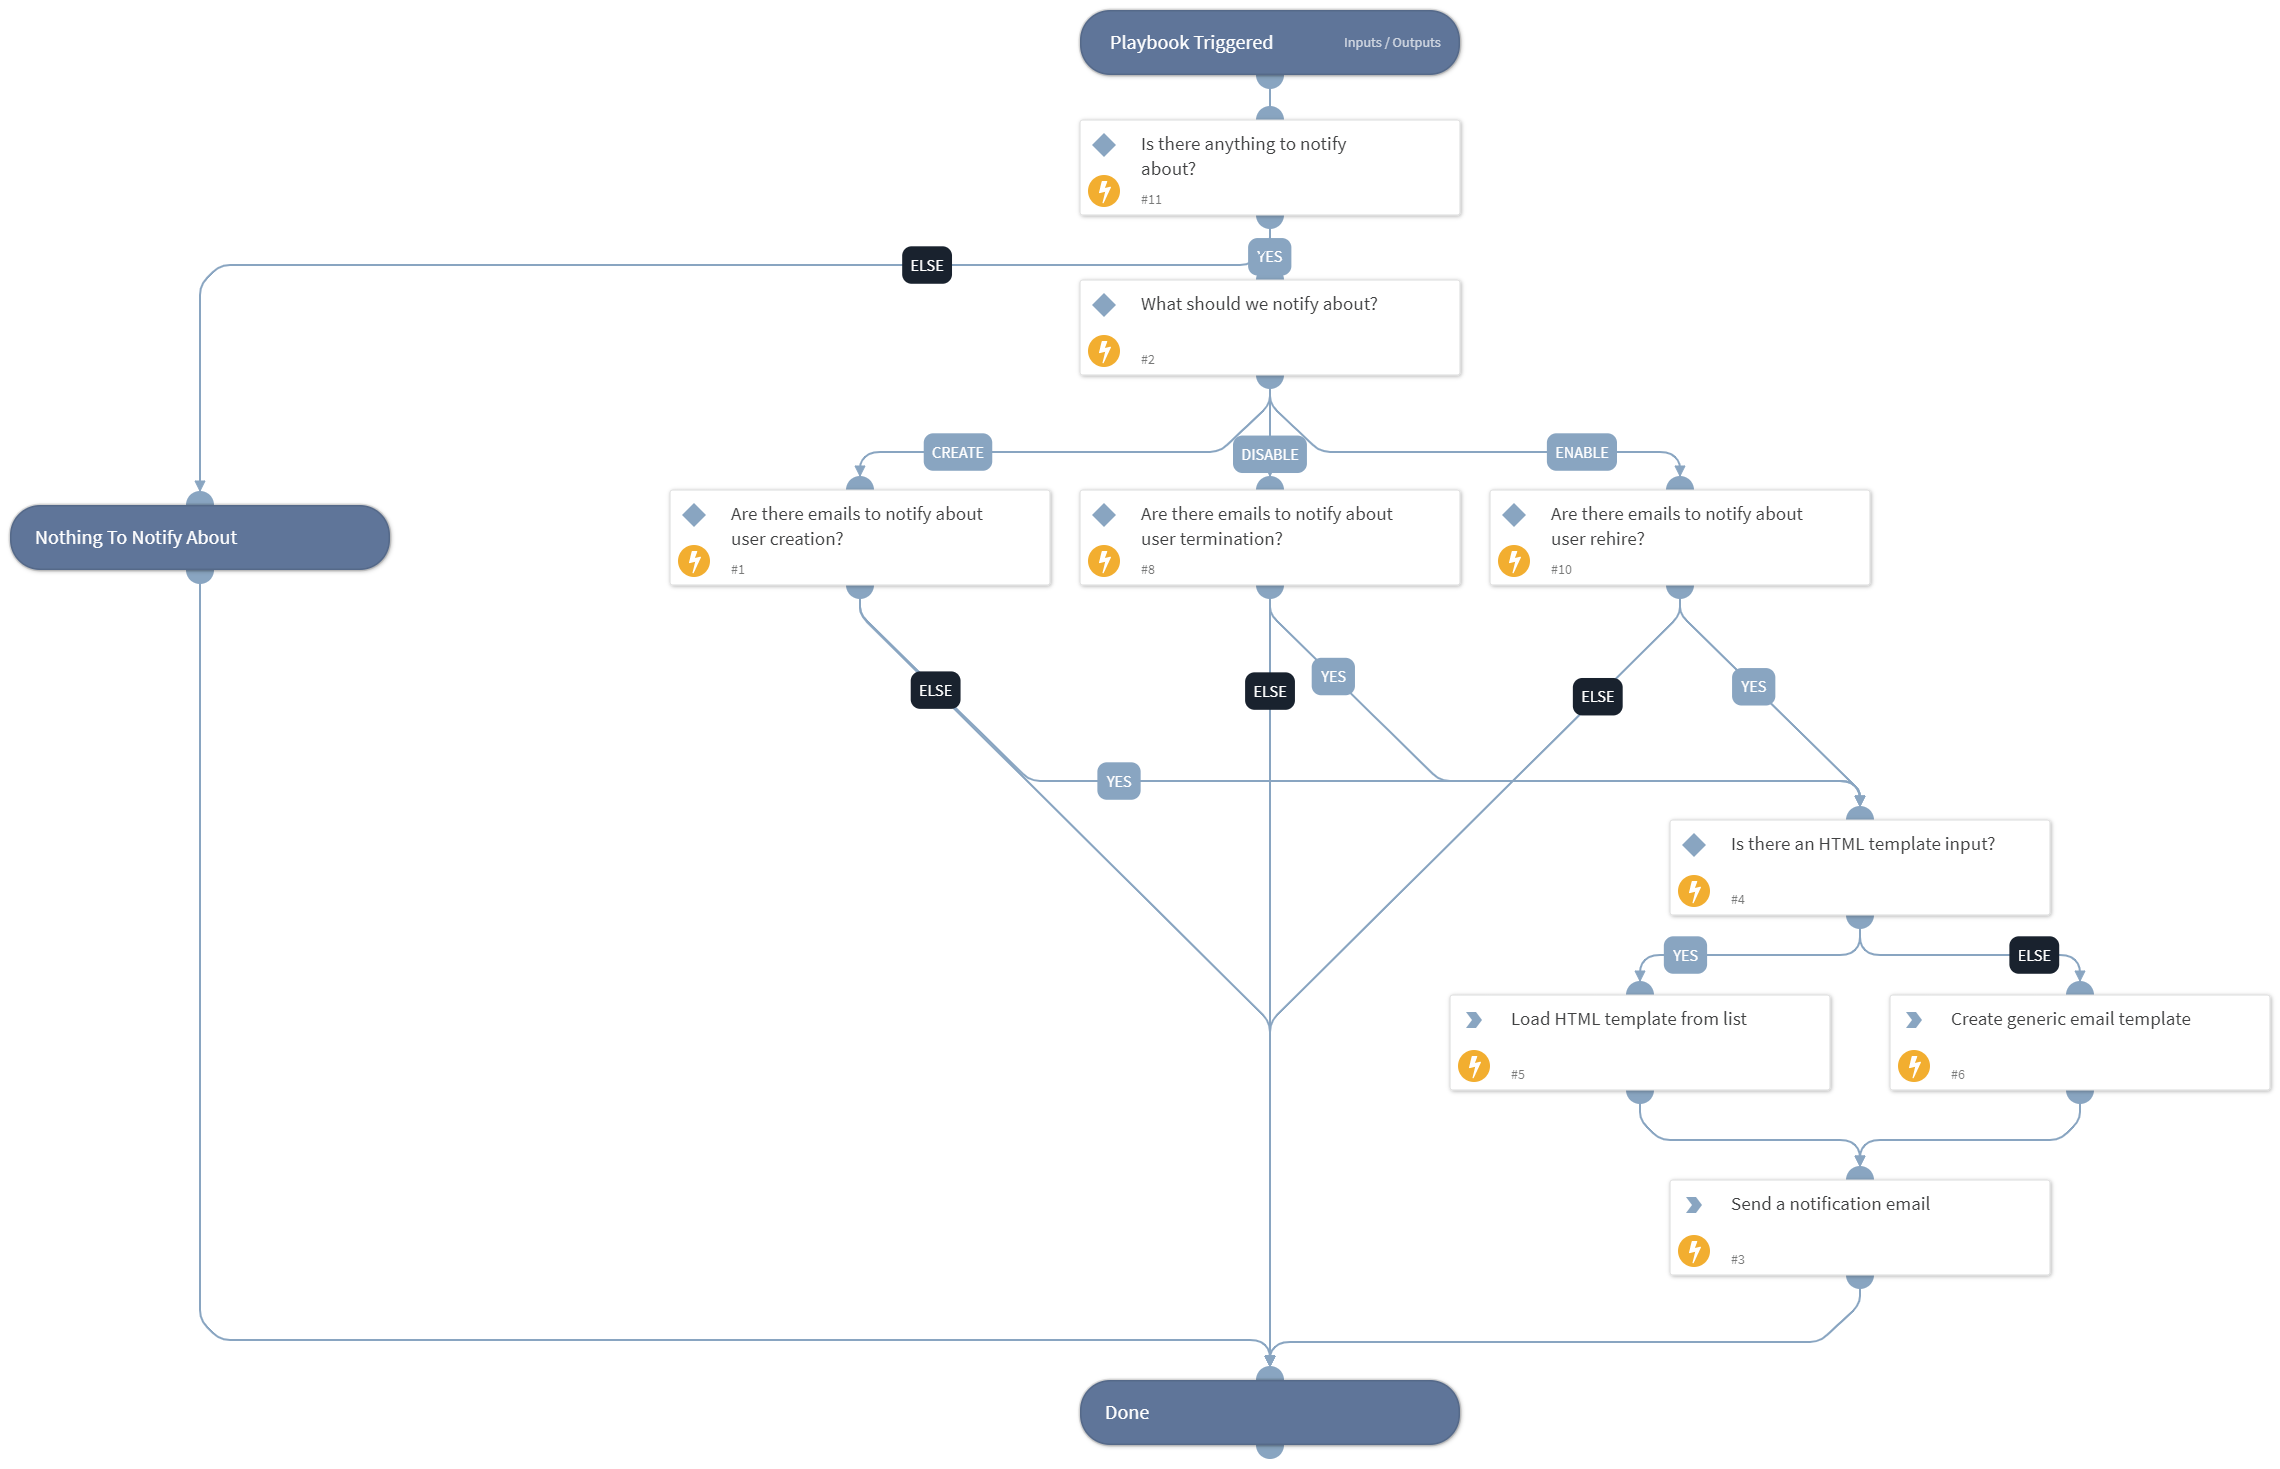 Playbook Triggered
Inputs / Outputs
Is there anything to notify
about?
#11
YES
ELSE
What should we notify about?
#2
CREATE
DISABLE
ENABLE
Nothing To Notify About
Are there emails to notify about
user creation?
#1
Are there emails to notify about
user termination?
#8
Are there emails to notify about
user rehire?
#10
ELSE
ELSE
YES
ELSE
YES
YES
Is there an HTML template input?
#4
YES
ELSE
Load HTML template from list
#5
Create generic email template
#6
Send a notification email
#3
Done